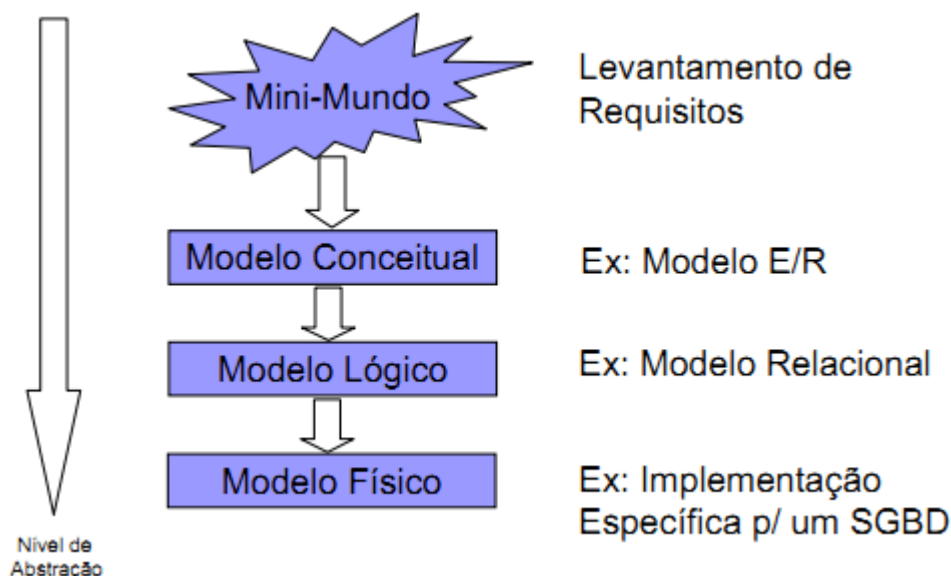 Mini-Mundo
Levantamento de
Requisitos
Modelo Conceitual
Ex: Modelo E/R
Modelo Lógico
Ex: Modelo Relacional
Modelo Físico
Ex: Implementação
Específica p/ um SGBD
Nível de
Abstração